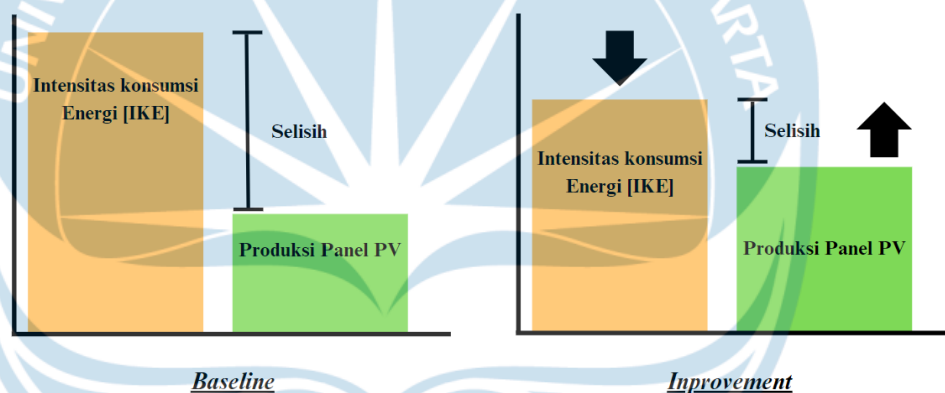 Intensitas konsumsi
Energi [IKE]
Selisih
Produksi Panel PV
Baseline
Intensitas konsumsi
Energi [IKE]
Selisih
Produksi Panel PV
Inprovement